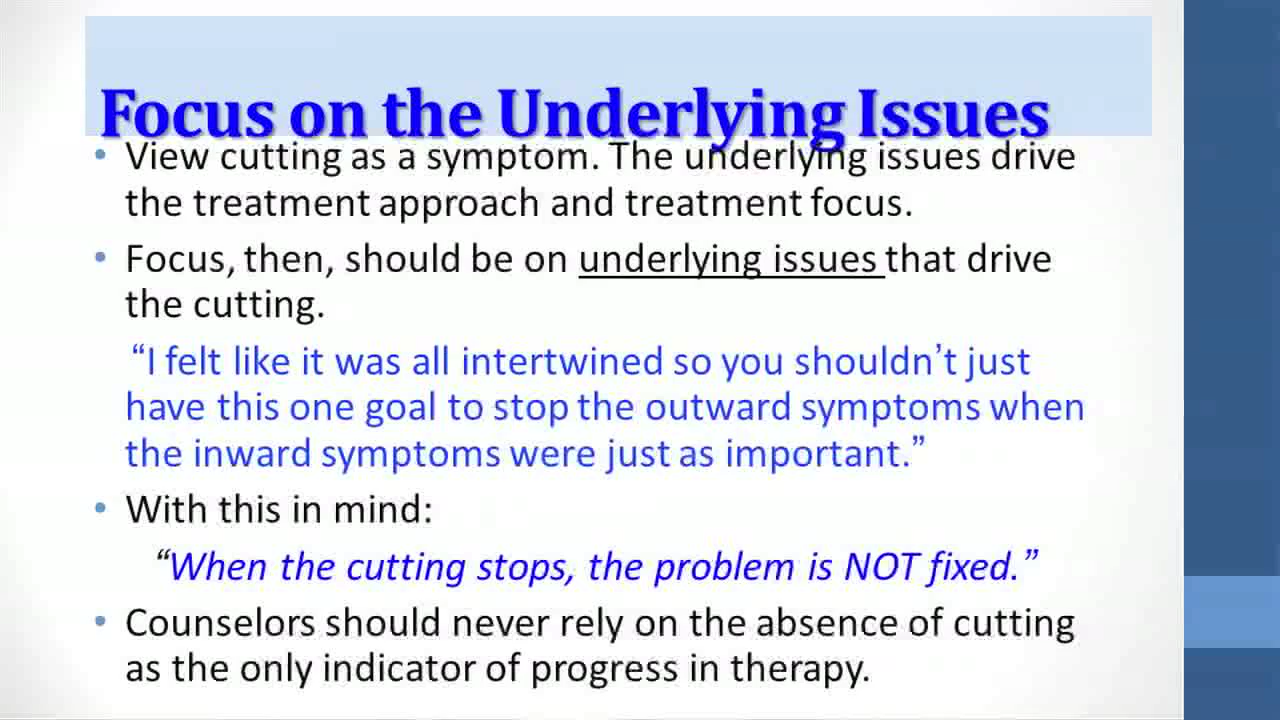 Focus on the Underlying Issues
• View cutting as a symptom. The underlying issues drive
the treatment approach and treatment focus.
• Focus, then, should be on underlying issues that drive
the cutting.
“I felt like it was all intertwined so you shouldn’t just
have this one goal to stop the outward symptoms when
the inward symptoms were just as important.”
• With this in mind:
“When the cutting stops, the problem is NOT fixed.”
• Counselors should never rely on the absence of cutting
as the only indicator of progress in therapy.